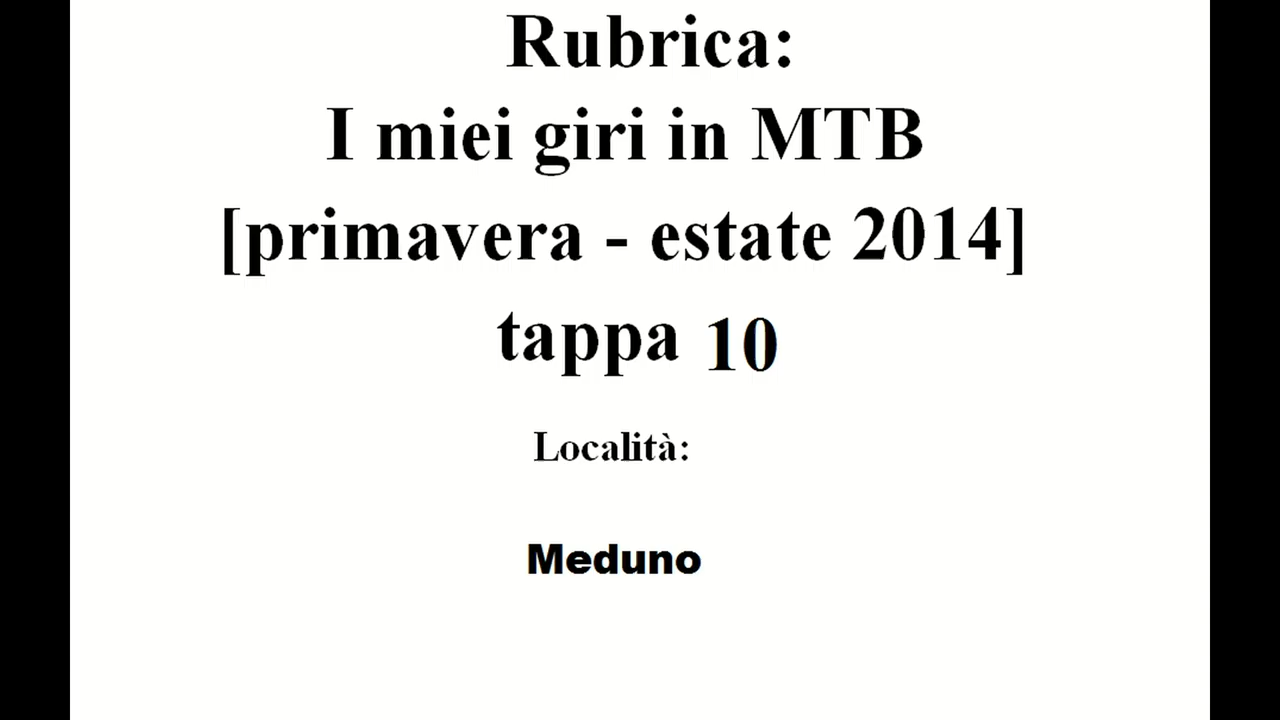 Rubrica:
I miei giri in MTB
[primavera - estate 2014]
tappa 10
Località:
Meduno